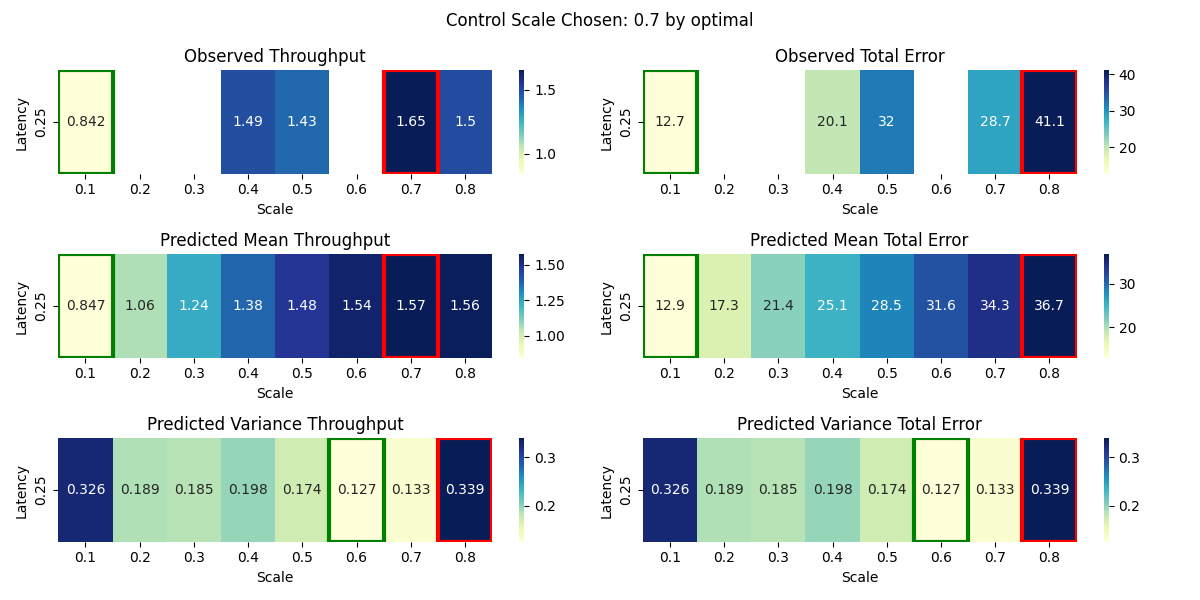 Control Scale Chosen: 0.7 by optimal
Observed Throughput
Latency
0.25
0.842 1.49 1.43 1.65 1.5
1.5
1.0
0.1 0.2 0.3 0.4 0.5 0.6 0.7 0.8
Scale
Observed Total Error
Latency
0.25
12.7 20.1 32 28.7 41.1
40
30
20
0.1 0.2 0.3 0.4 0.5 0.6 0.7 0.8
Scale
Predicted Mean Throughput
Latency
0.25
0.847 1.06 1.24 1.38 1.48 1.54 1.57 1.56
1.50
1.25
1.00
0.1 0.2 0.3 0.4 0.5 0.6 0.7 0.8
Scale
Predicted Mean Total Error
Latency
0.25
12.9 17.3 21.4 25.1 28.5 31.6 34.3 36.7
30
20
0.1 0.2 0.3 0.4 0.5 0.6 0.7 0.8
Scale
Predicted Variance Throughput
Latency
0.25
0.326 0.189 0.185 0.198 0.174 0.127 0.133 0.339
0.3
0.2
0.1 0.2 0.3 0.4 0.5 0.6 0.7 0.8
Scale
Predicted Variance Total Error
Latency
0.25
0.326 0.189 0.185 0.198 0.174 0.127 0.133 0.339
0.3
0.2
0.1 0.2 0.3 0.4 0.5 0.6 0.7 0.8
Scale